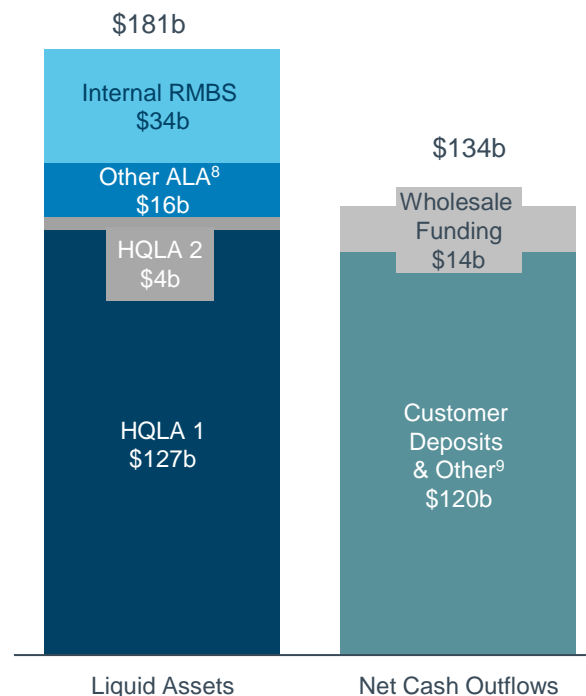 $181b
Internal RMBS
$34b
Other ALA⁸
$16b
HQLA 2
$4b
HQLA 1
$127b
Liquid Assets
$134b
Wholesale
Funding
$14b
Customer
Deposits
& Other⁹
$120b
Net Cash Outflows